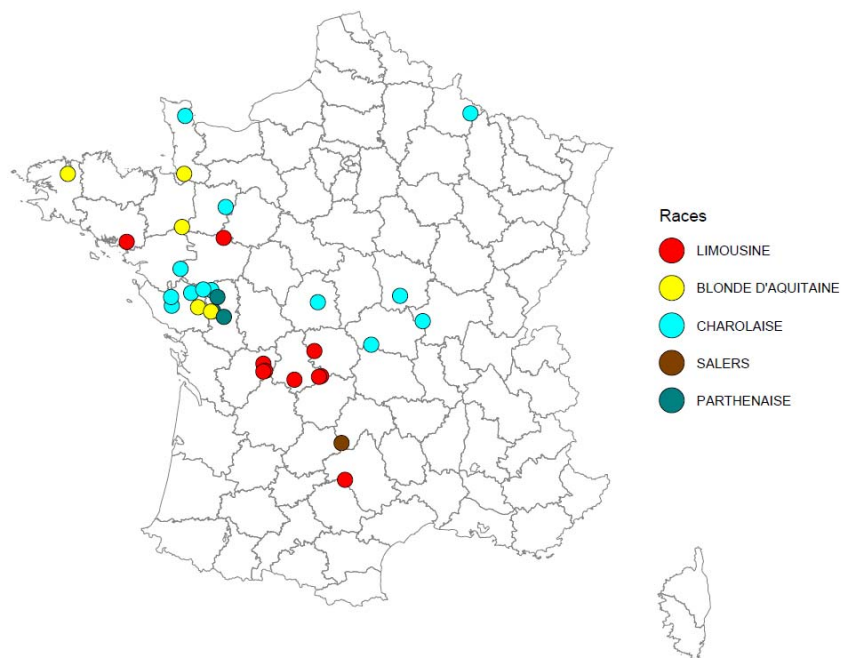 Races
LIMOUSINE
BLONDE D'AQUITAINE
CHAROLAISE
SALERS
PARTHENAISE